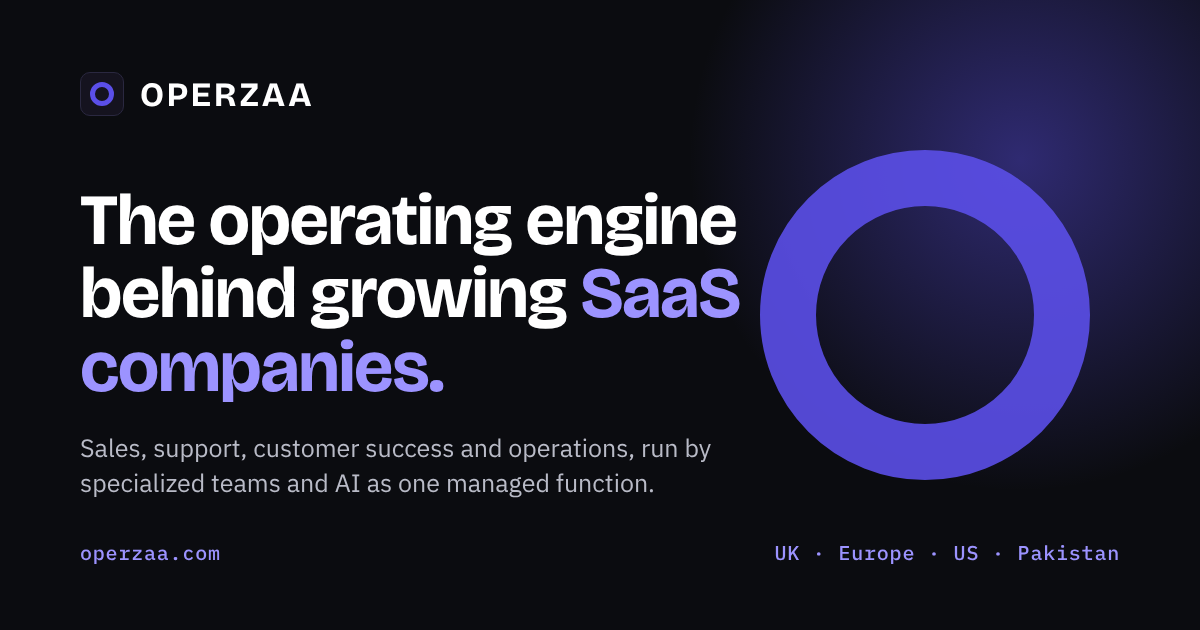 OPERZAA
The operating engine
behind growing SaaS
companies.
Sales, support, customer success and operations, run by
specialized teams and AI as one managed function.
operzaa.com
UK · Europe · US · Pakistan